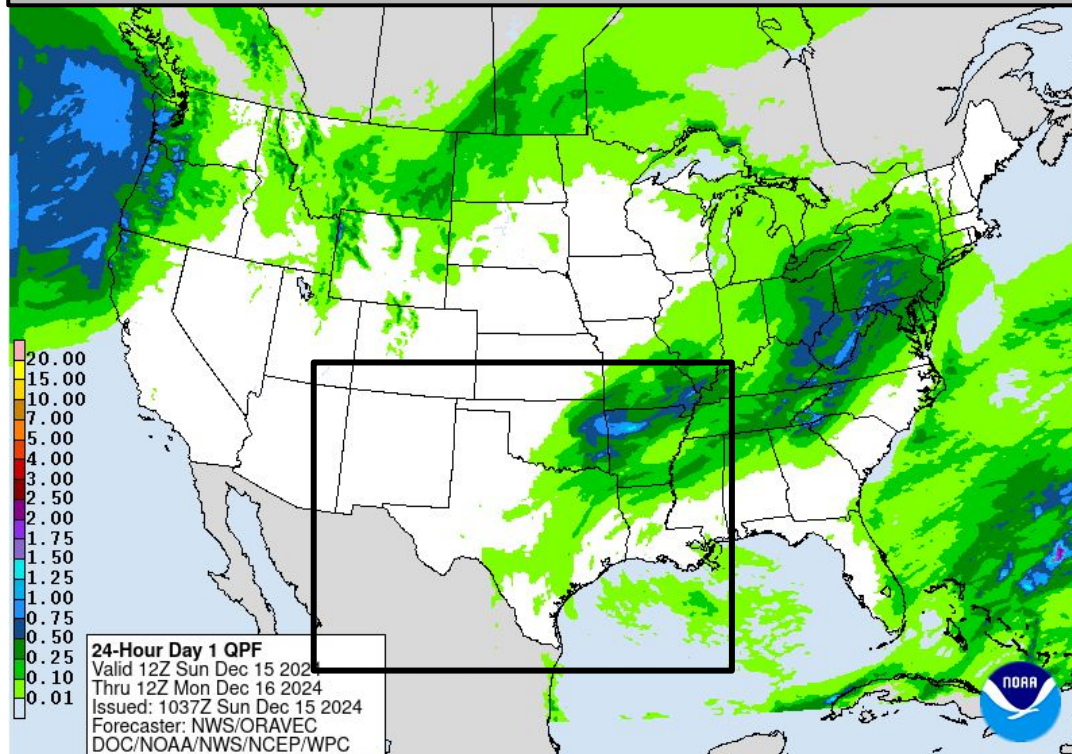 20.00
15.00
10.00
7.00
5.00
4.00
3.00
2.50
2.00
1.75
1.50
1.25
1.00
0.75
0.50
0.25
0.10
0.01
24-Hour Day 1 QPF
Valid 12Z Sun Dec 15 2024
Thru 12Z Mon Dec 16 2024
Issued: 1037Z Sun Dec 15 2024
Forecaster: NWS/ORAVEC
DOC/NOAA/NWS/NCEP/WPC
NOAA